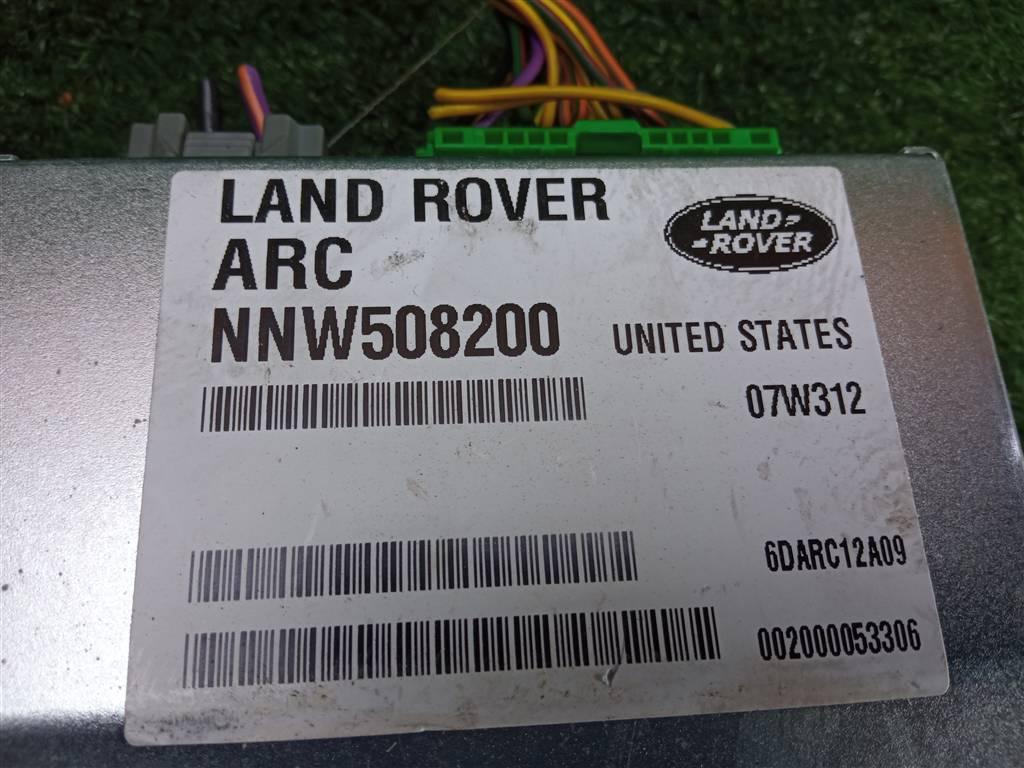 LAND ROVER
LAND-
-ROVER
ARC
NNW508200
UNITED STATES
07W312
6DARC12A09
002000053306